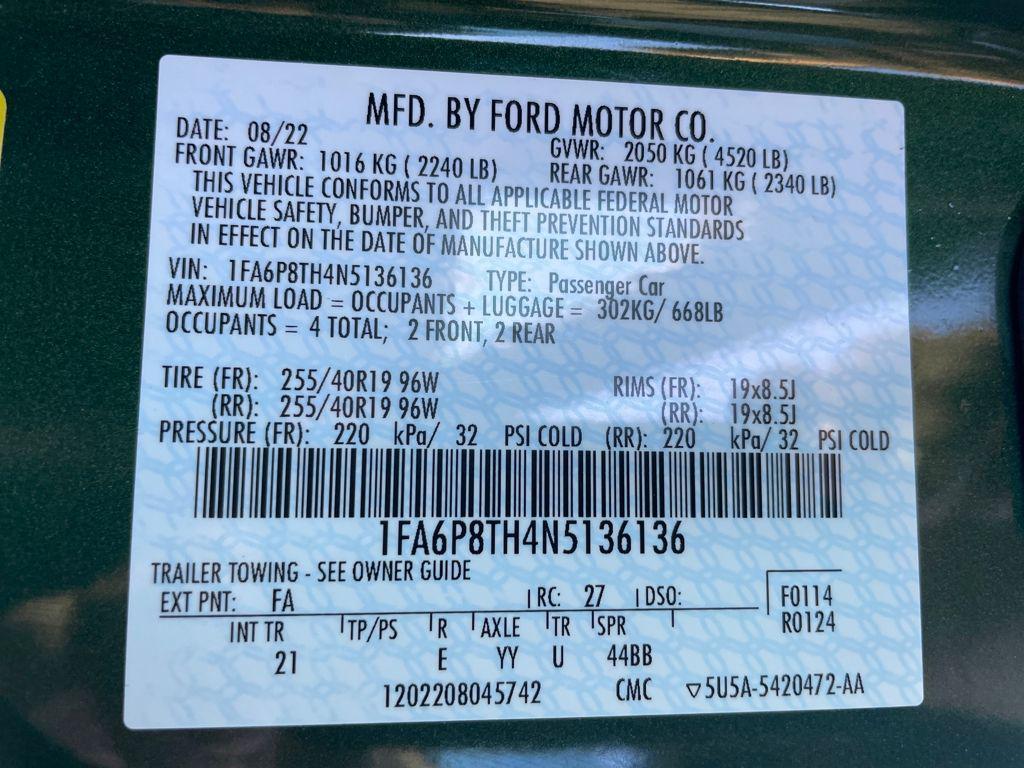 MFD. BY FORD MOTOR CO.
DATE: 08/22 GVWR: 2050 KG ( 4520 LB)
FRONT GAWR: 1016 KG ( 2240 LB) REAR GAWR: 1061 KG ( 2340 LB)
THIS VEHICLE CONFORMS TO ALL APPLICABLE FEDERAL MOTOR
VEHICLE SAFETY, BUMPER, AND THEFT PREVENTION STANDARDS
IN EFFECT ON THE DATE OF MANUFACTURE SHOWN ABOVE.
VIN: 1FA6P8TH4N5136136 TYPE: Passenger Car
MAXIMUM LOAD = OCCUPANTS + LUGGAGE = 302KG/ 668LB
OCCUPANTS = 4 TOTAL; 2 FRONT, 2 REAR
TIRE (FR): 255/40R19 96W RIMS (FR): 19x8.5J
(RR): 255/40R19 96W (RR): 19x8.5J
PRESSURE (FR): 220 kPa/ 32 PSI COLD (RR): 220 kPa/ 32 PSI COLD
1FA6P8TH4N5136136
TRAILER TOWING - SEE OWNER GUIDE
EXT PNT: FA RC: 27 DSO: F0114
INT TR TP/PS R AXLE TR SPR R0124
21 E YY U 44BB
1202208045742 CMC ▽5U5A-5420472-AA